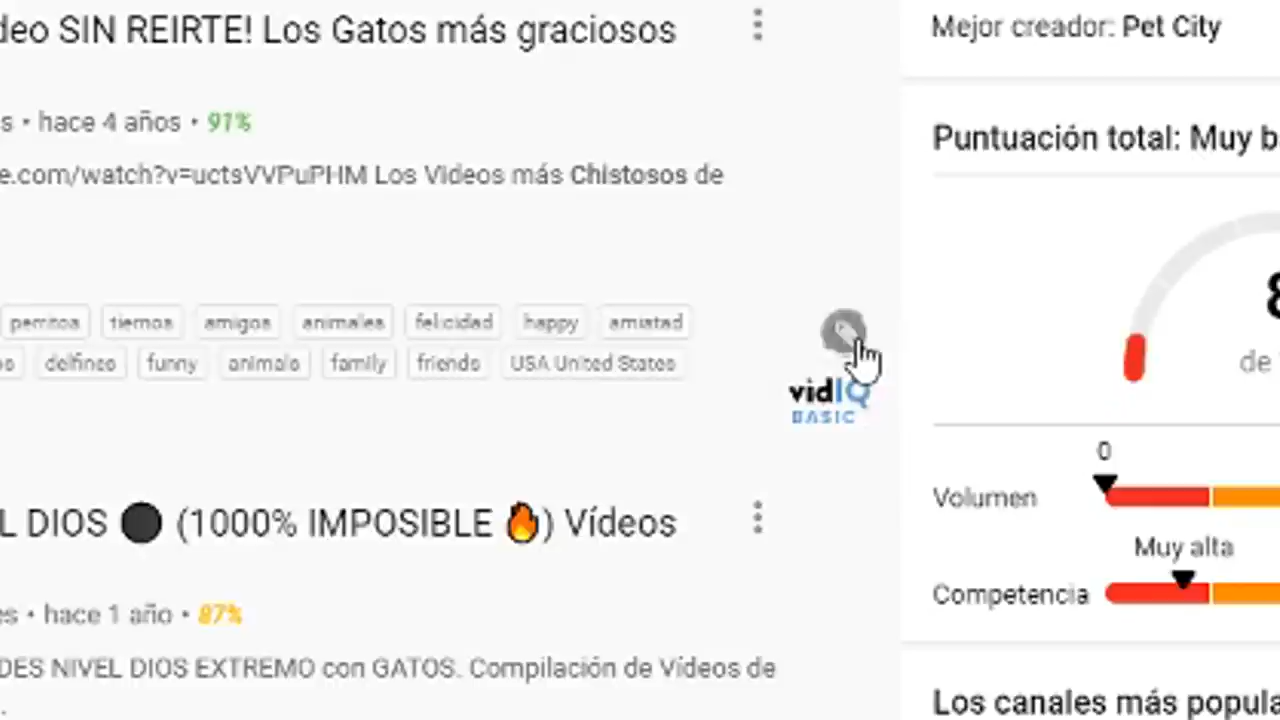 deo SIN REIRTE! Los Gatos más graciosos
s • hace 4 años • 91%
e.com/watch?v=uctsVVPuPHM Los Videos más Chistosos de
perritos tiernos amigos animales felicidad happy amistad
delfines funny animals family friends USA United States
vidIQ
BASIC
L DIOS (1000% IMPOSIBLE 🔥) Vídeos
es • hace 1 año • 87%
DES NIVEL DIOS EXTREMO con GATOS. Compilación de Vídeos de
Mejor creador: Pet City
Puntuación total: Muy b
8
de
0
Volumen
Muy alta
Competencia
Los canales más popula